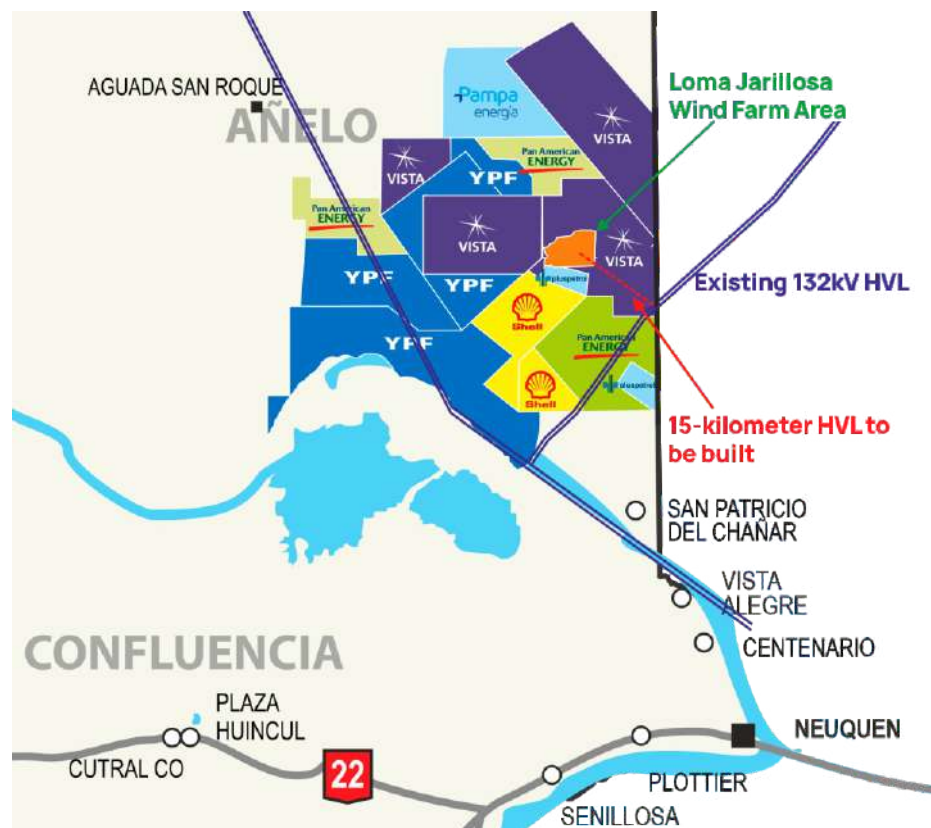 AGUADA SAN ROQUE
AÑELO
Pampa
energía
Loma Jarillosa
Wind Farm Area
VISTA
Pan American
ENERGY
VISTA
YPF
Pan American
ENERGY
VISTA
VISTA
YPF
YPF
pluspetrol
Existing 132kV HVL
Shell
YPF
Pan American
ENERGY
Shell
pluspetrol
15-kilometer HVL to
be built
SAN PATRICIO
DEL CHAÑAR
VISTA
ALEGRE
CENTENARIO
CONFLUENCIA
PLAZA
HUINCUL
CUTRAL CO
22
NEUQUEN
PLOTTIER
SENILLOSA